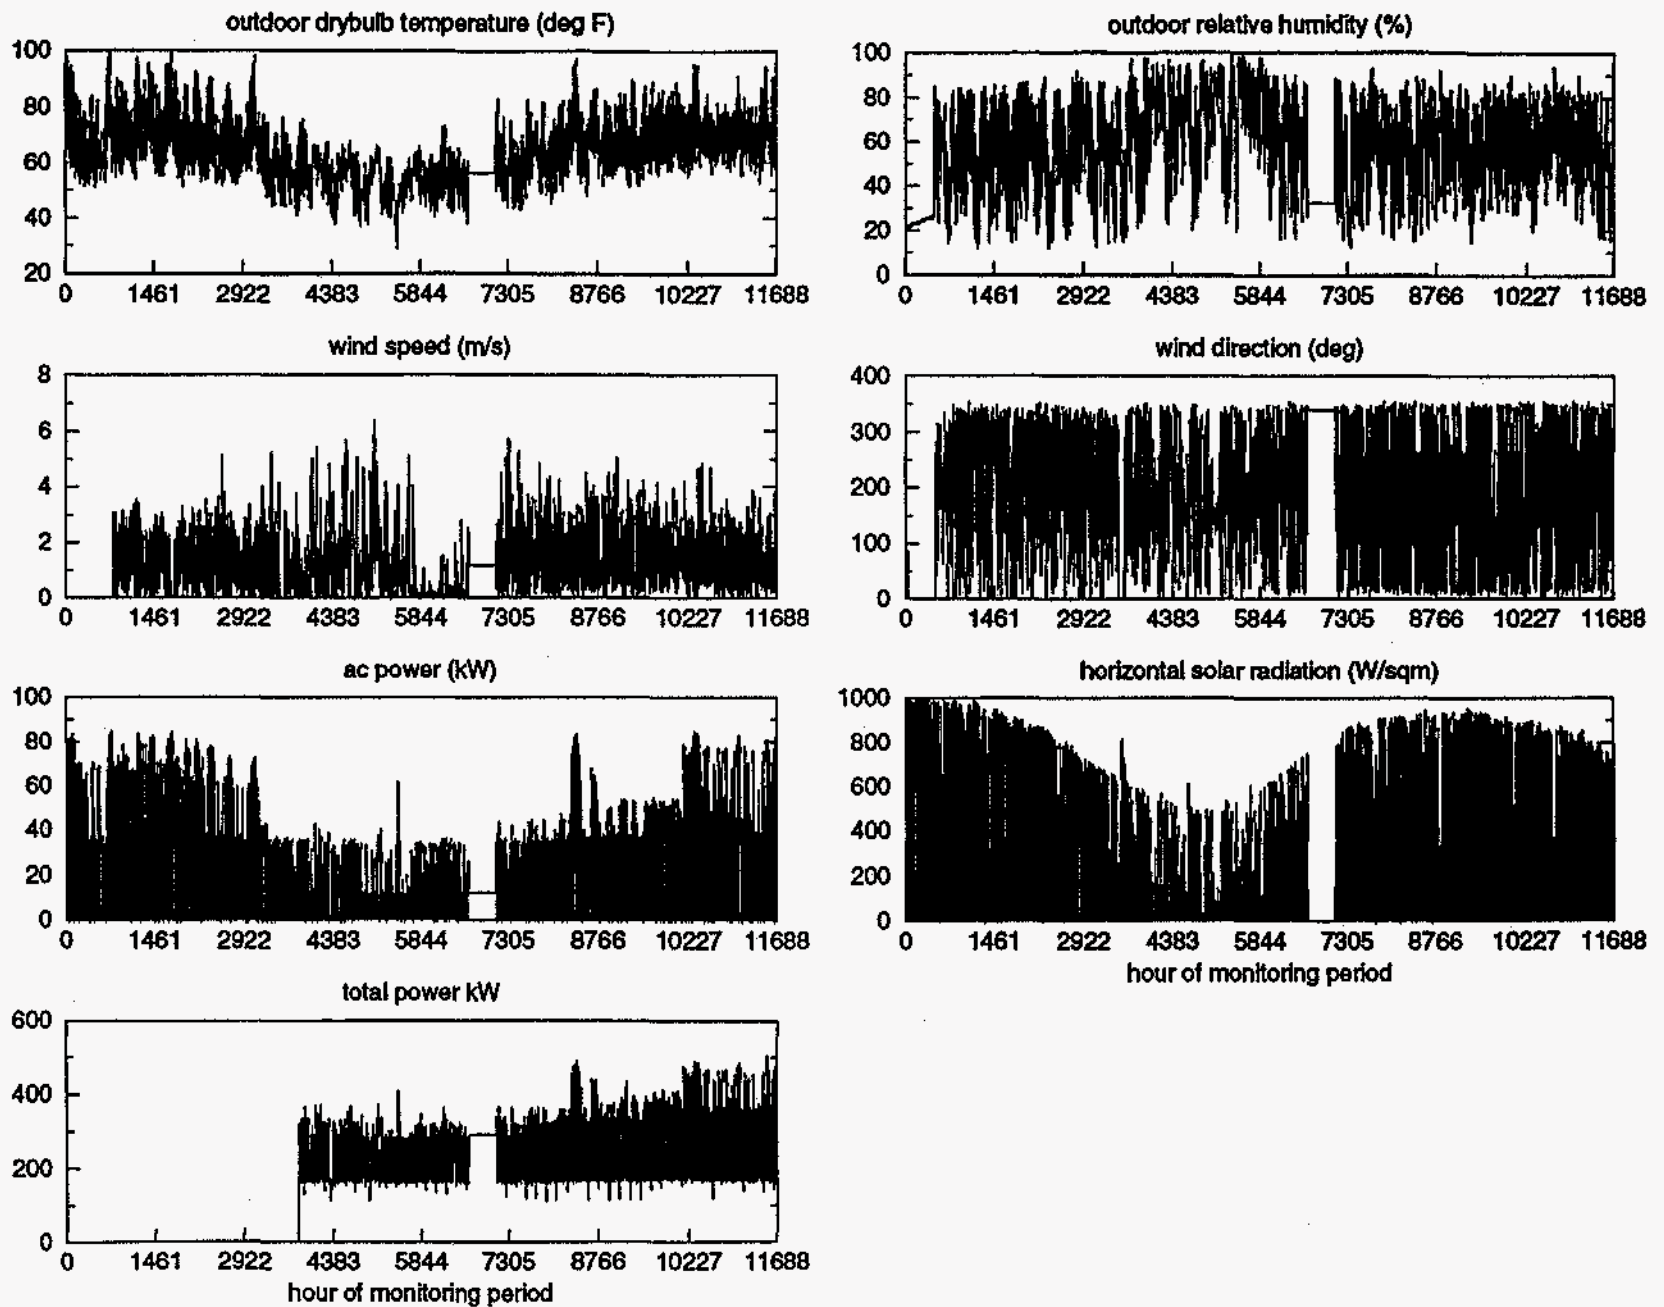 outdoor drybulb temperature (deg F)
100
80
60
40
20
0 1461 2922 4383 5844 7305 8766 10227 11688
outdoor relative humidity (%)
100
80
60
40
20
0
0 1461 2922 4383 5844 7305 8766 10227 11688
wind speed (m/s)
8
6
4
2
0
0 1461 2922 4383 5844 7305 8766 10227 11688
wind direction (deg)
400
300
200
100
0
0 1461 2922 4383 5844 7305 8766 10227 11688
ac power (kW)
100
80
60
40
20
0
0 1461 2922 4383 5844 7305 8766 10227 11688
horizontal solar radiation (W/sqm)
1000
800
600
400
200
0
0 1461 2922 4383 5844 7305 8766 10227 11688
hour of monitoring period
total power kW
600
400
200
0
0 1461 2922 4383 5844 7305 8766 10227 11688
hour of monitoring period